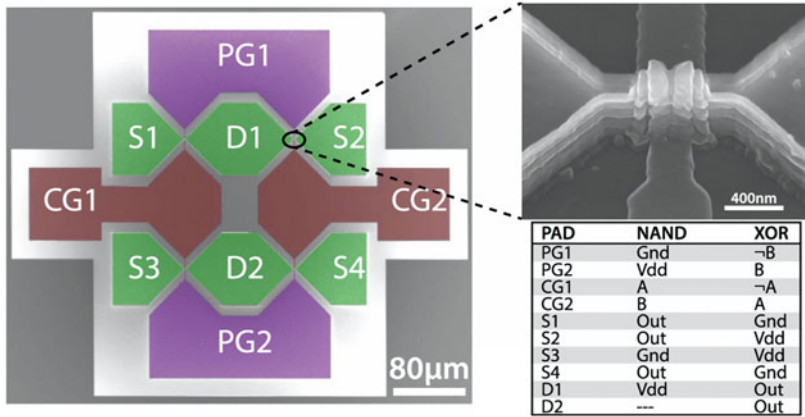 PG1
S1 D1 S2
CG1 CG2
S3 D2 S4
PG2
80µm
400nm
PAD NAND XOR
PG1 Gnd ¬B
PG2 Vdd B
CG1 A ¬A
CG2 B A
S1 Out Gnd
S2 Out Vdd
S3 Gnd Vdd
S4 Out Gnd
D1 Vdd Out
D2 --- Out